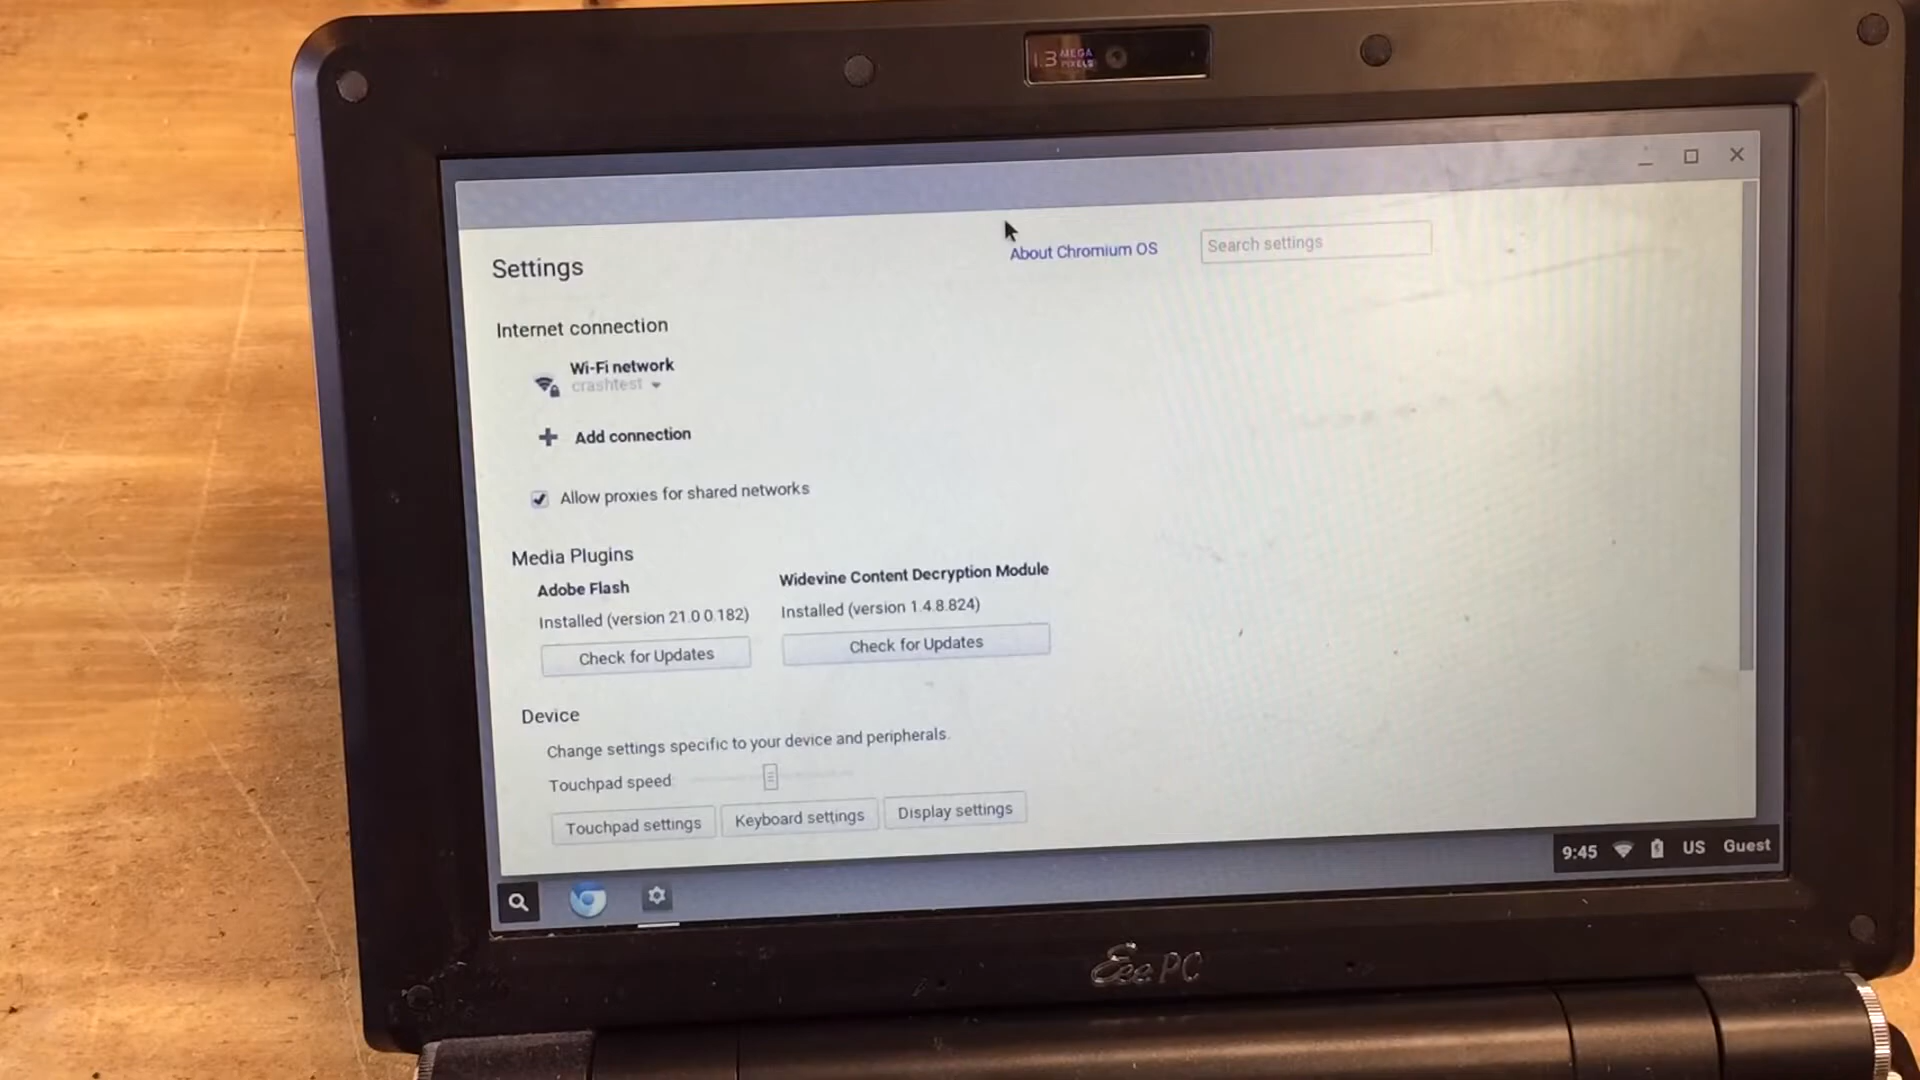 1.3 MEGA PIXELS
Settings
About Chromium OS
Search settings
Internet connection
Wi-Fi network
crashtest
Add connection
Allow proxies for shared networks
Media Plugins
Adobe Flash
Installed (version 21.0.0.182)
Check for Updates
Widevine Content Decryption Module
Installed (version 1.4.8.824)
Check for Updates
Device
Change settings specific to your device and peripherals.
Touchpad speed
Touchpad settings
Keyboard settings
Display settings
9:45
US
Guest
Eee PC